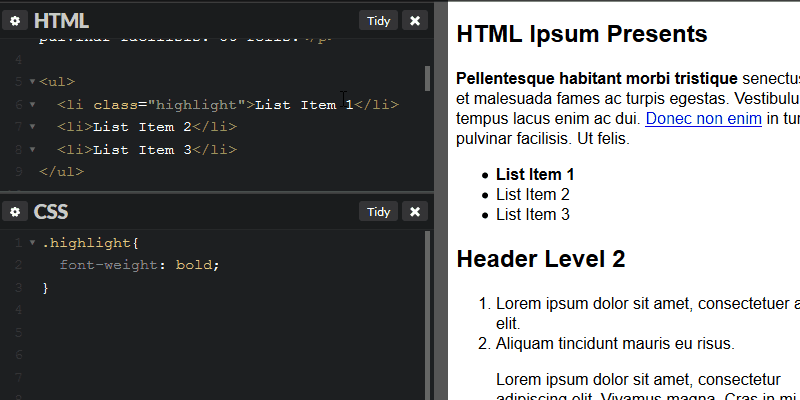 HTML
Tidy
pulvinar facilisis. Ut felis.</p>
4
5 <ul>
6 <li class="highlight">List Item 1</li>
7 <li>List Item 2</li>
8 <li>List Item 3</li>
9 </ul>
CSS
Tidy
1 .highlight{
2 font-weight: bold;
3 }
4
5
6
7
HTML Ipsum Presents
Pellentesque habitant morbi tristique senectus
et malesuada fames ac turpis egestas. Vestibulu
tempus lacus enim ac dui. Donec non enim in tur
pulvinar facilisis. Ut felis.
• List Item 1
• List Item 2
• List Item 3
Header Level 2
1. Lorem ipsum dolor sit amet, consectetuer a
elit.
2. Aliquam tincidunt mauris eu risus.
Lorem ipsum dolor sit amet, consectetur
adipiscing elit. Vivamus magna. Cras in mi